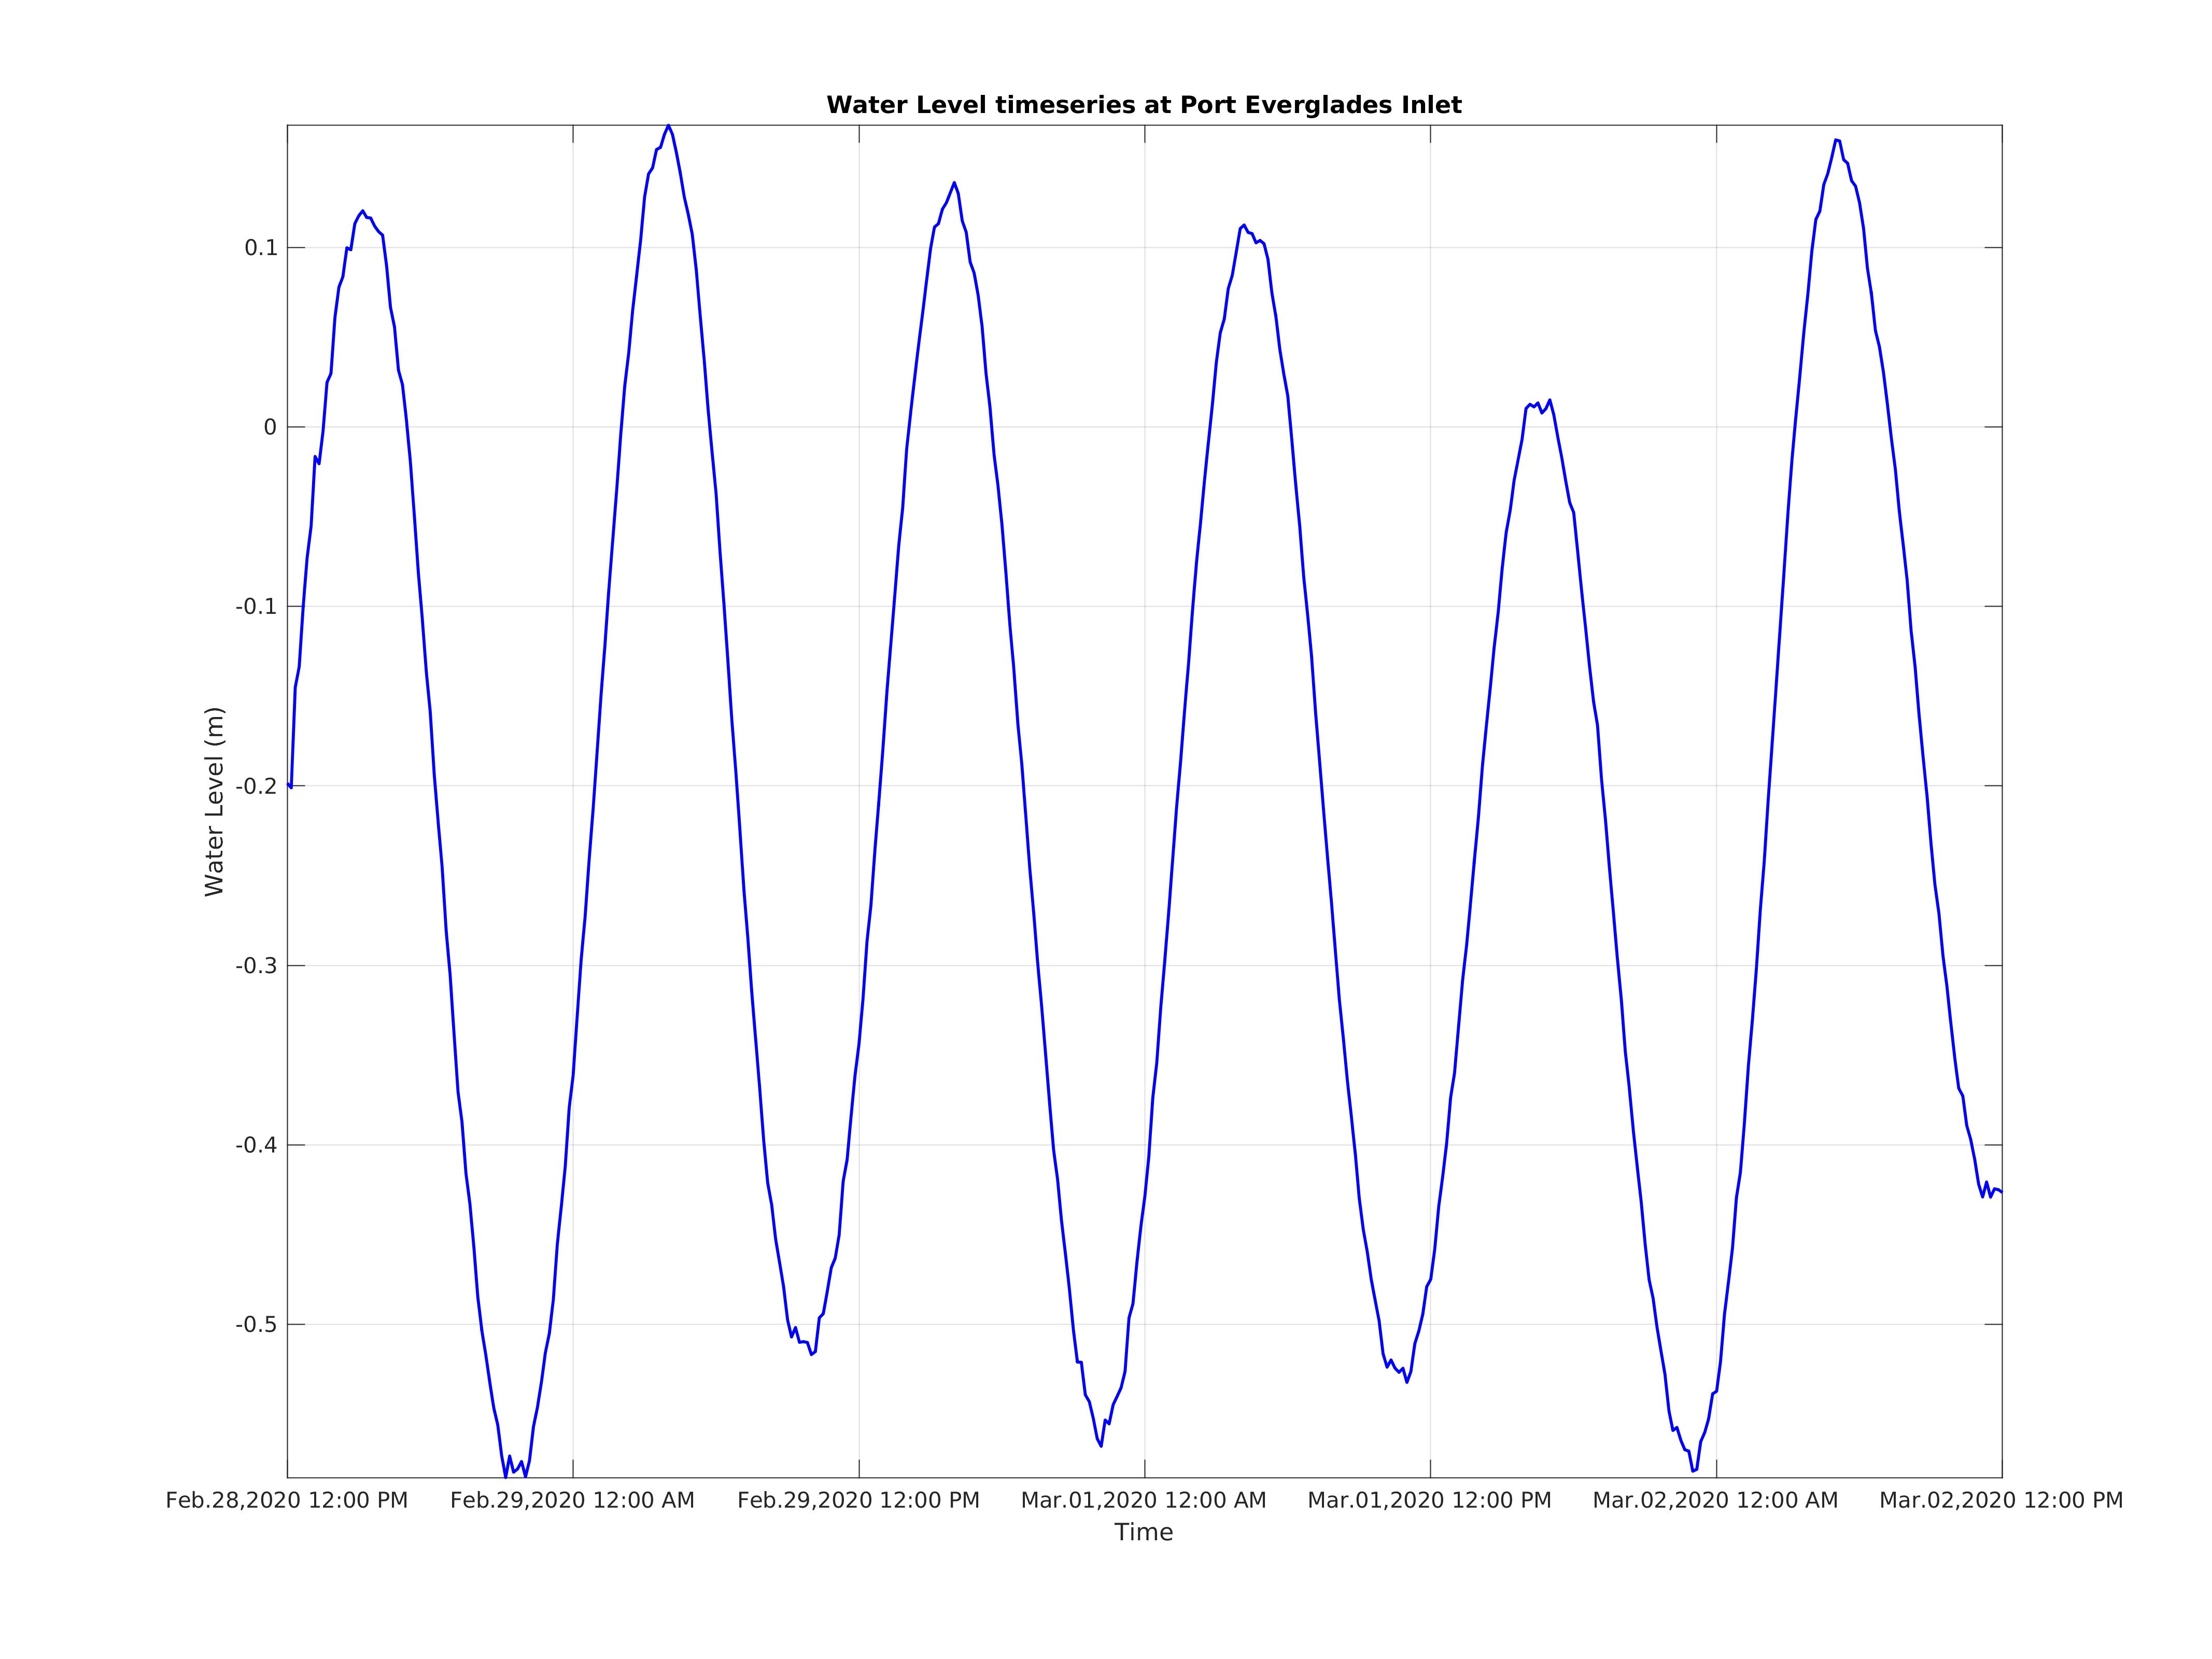 Water Level timeseries at Port Everglades Inlet
0.1
0
-0.1
-0.2
-0.3
-0.4
-0.5
Water Level (m)
Feb.28,2020 12:00 PM Feb.29,2020 12:00 AM Feb.29,2020 12:00 PM Mar.01,2020 12:00 AM Mar.01,2020 12:00 PM Mar.02,2020 12:00 AM Mar.02,2020 12:00 PM
Time